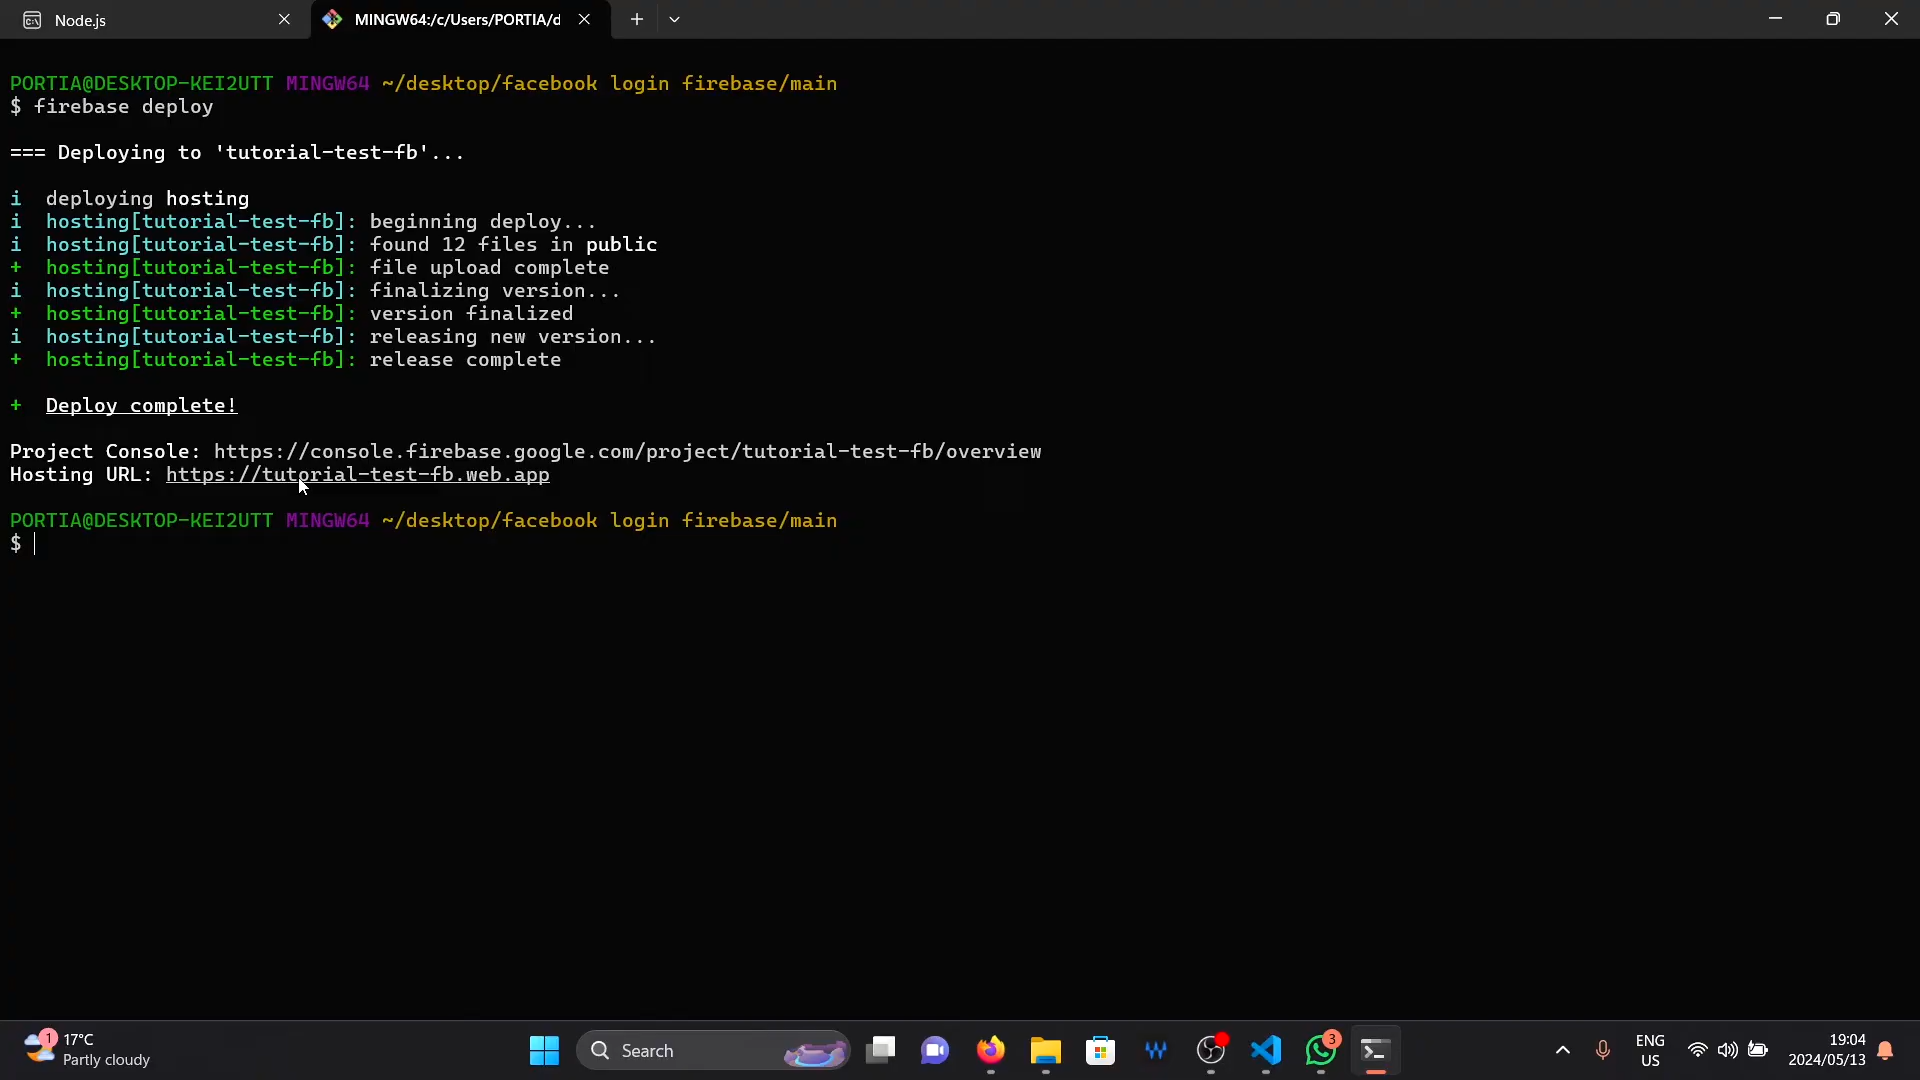 Node.js
MINGW64:/c/Users/PORTIA/d
PORTIA@DESKTOP-KEI2UTT MINGW64 ~/desktop/facebook login firebase/main
$ firebase deploy
=== Deploying to 'tutorial-test-fb'...
i deploying hosting
i hosting[tutorial-test-fb]: beginning deploy...
i hosting[tutorial-test-fb]: found 12 files in public
+ hosting[tutorial-test-fb]: file upload complete
i hosting[tutorial-test-fb]: finalizing version...
+ hosting[tutorial-test-fb]: version finalized
i hosting[tutorial-test-fb]: releasing new version...
+ hosting[tutorial-test-fb]: release complete
+ Deploy complete!
Project Console: https://console.firebase.google.com/project/tutorial-test-fb/overview
Hosting URL: https://tutorial-test-fb.web.app
PORTIA@DESKTOP-KEI2UTT MINGW64 ~/desktop/facebook login firebase/main
$
1
17°C
Partly cloudy
Search
3
ENG
US
19:04
2024/05/13